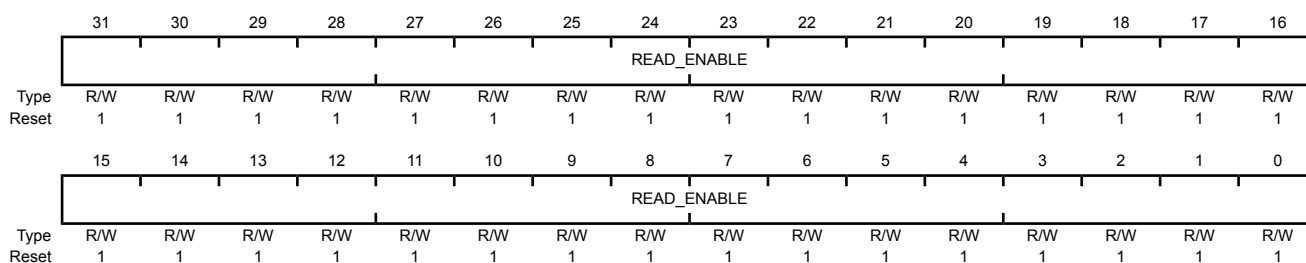 31 30 29 28 27 26 25 24 23 22 21 20 19 18 17 16
READ_ENABLE
Type R/W R/W R/W R/W R/W R/W R/W R/W R/W R/W R/W R/W R/W R/W R/W R/W
Reset 1 1 1 1 1 1 1 1 1 1 1 1 1 1 1 1
15 14 13 12 11 10 9 8 7 6 5 4 3 2 1 0
READ_ENABLE
Type R/W R/W R/W R/W R/W R/W R/W R/W R/W R/W R/W R/W R/W R/W R/W R/W
Reset 1 1 1 1 1 1 1 1 1 1 1 1 1 1 1 1